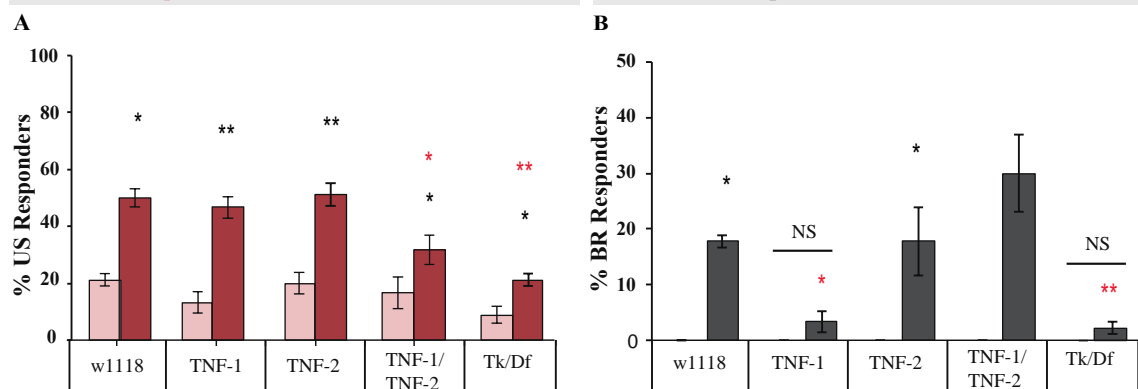 A
% US Responders
100
80
60
40
20
0
*
**
**
*
*
**
*
w1118
TNF-1
TNF-2
TNF-1/
TNF-2
Tk/Df
B
% BR Responders
50
40
30
20
10
0
*
NS
*
*
NS
**
w1118
TNF-1
TNF-2
TNF-1/
TNF-2
Tk/Df